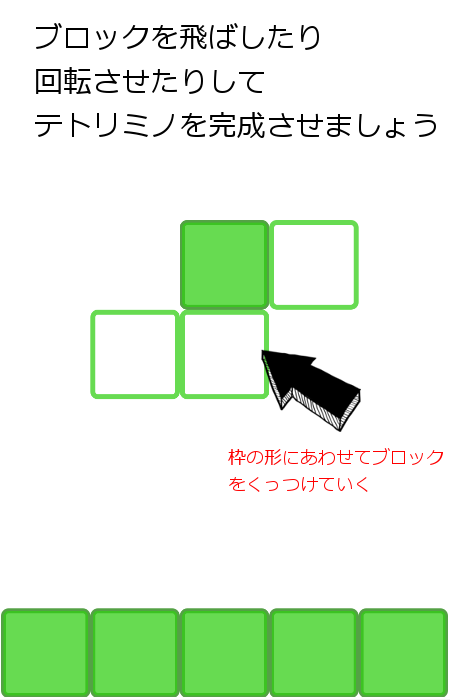 ブロックを飛ばしたり
回転させたりして
テトリミノを完成させましょう
枠の形にあわせてブロック
をくっつけていく